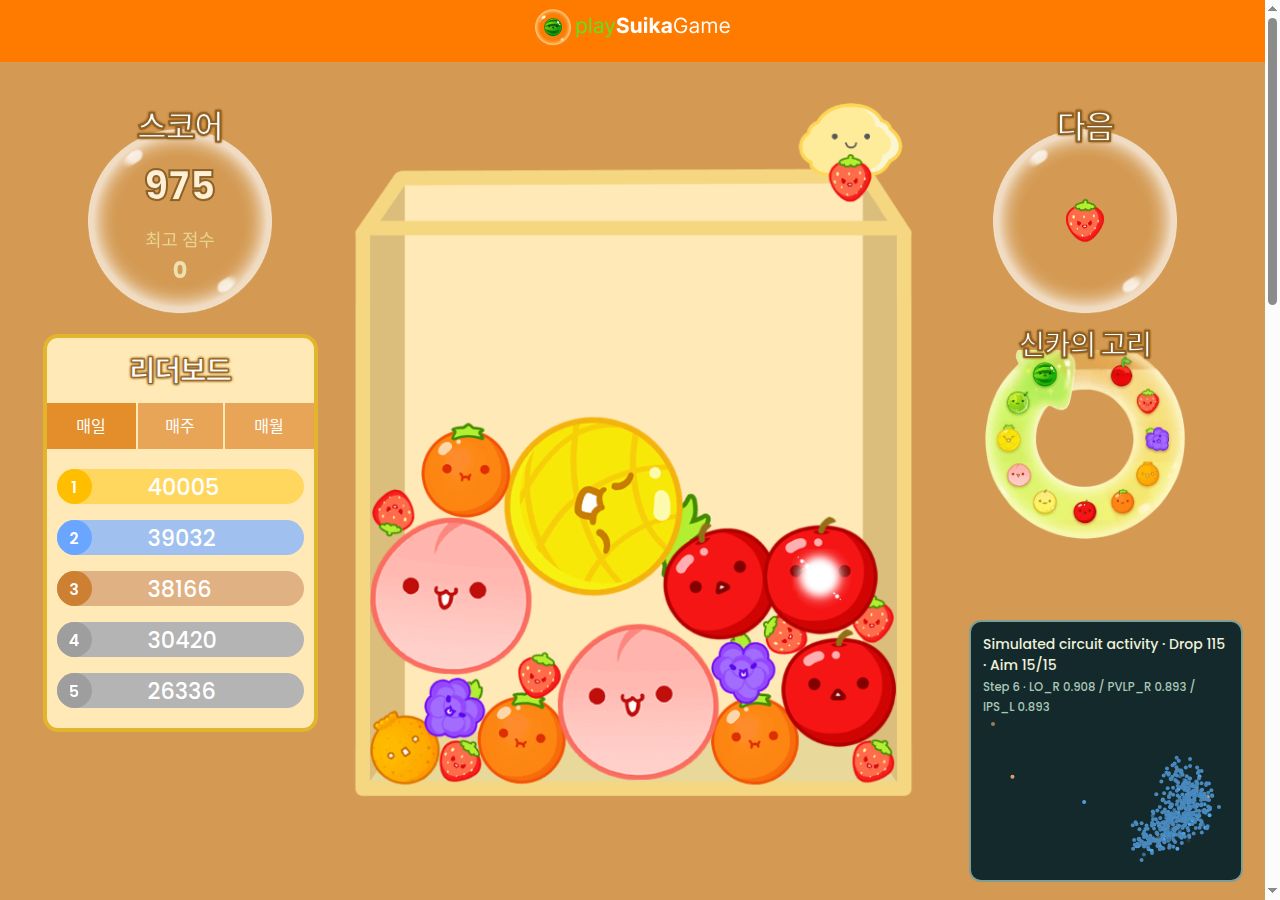 playSuikaGame
스코어
975
최고 점수
0
리더보드
매일 매주 매월
1 40005
2 39032
3 38166
4 30420
5 26336
다음
신카의 고리
Simulated circuit activity · Drop 115
· Aim 15/15
Step 6 · LO_R 0.908 / PVLP_R 0.893 /
IPS_L 0.893